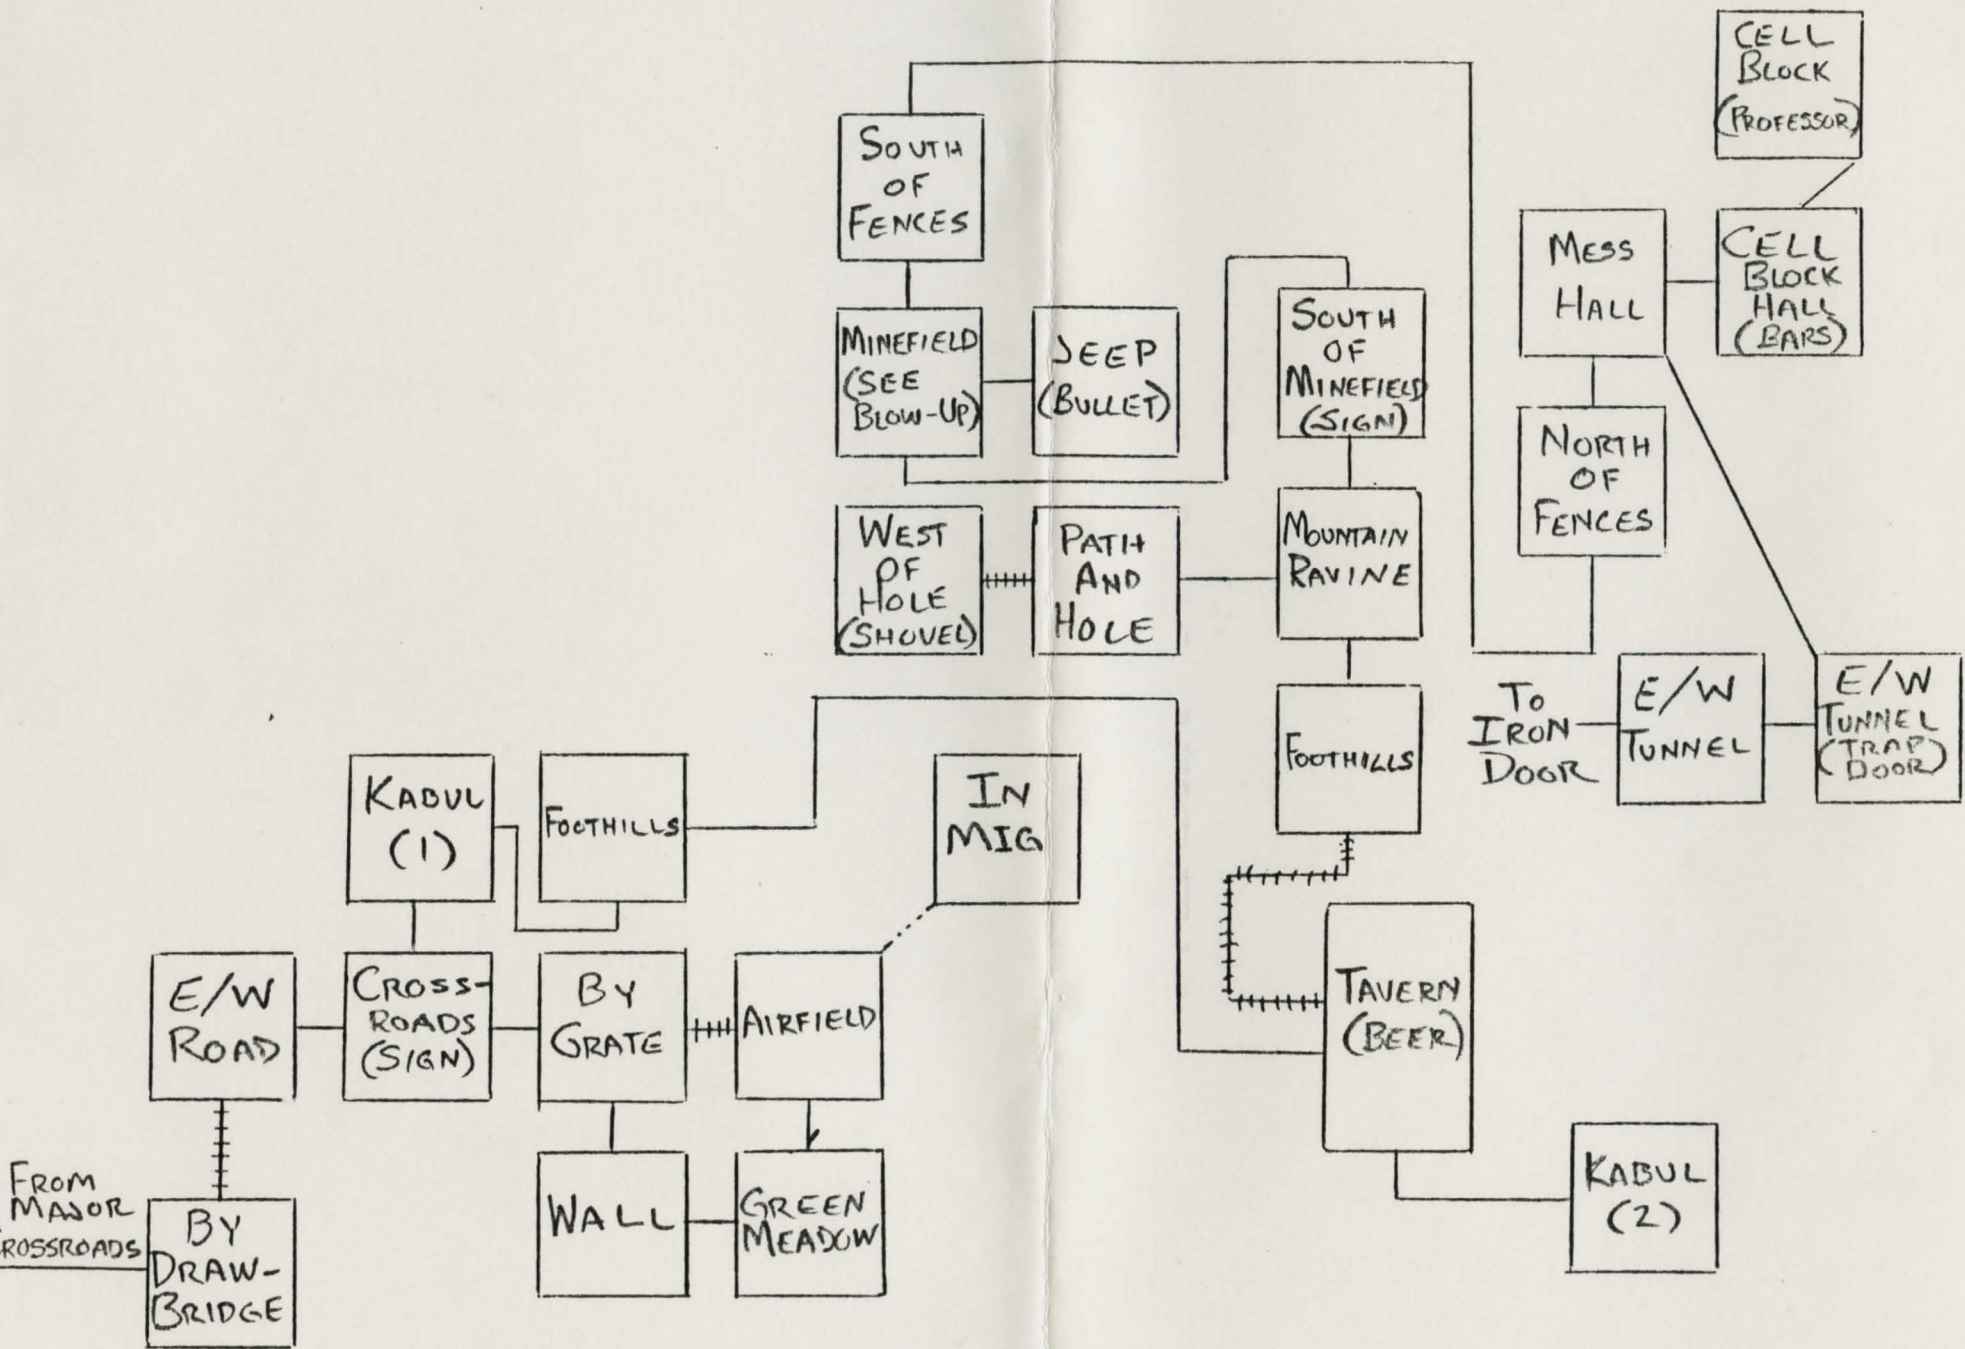 CELL
BLOCK
(PROFESSOR)
SOUTH
OF
FENCES
MESS
HALL
CELL
BLOCK
HALL
(BARS)
MINEFIELD
(SEE
BLOW-UP)
JEEP
(BULLET)
SOUTH
OF
MINEFIELD
(SIGN)
NORTH
OF
FENCES
WEST
OF
HOLE
(SHOVEL)
PATH
AND
HOLE
MOUNTAIN
RAVINE
TO
IRON
DOOR
E/W
TUNNEL
E/W
TUNNEL
(TRAP
DOOR)
FOOTHILLS
KABUL
(1)
FOOTHILLS
IN
MIG
E/W
ROAD
CROSS-
ROADS
(SIGN)
BY
GRATE
AIRFIELD
TAVERN
(BEER)
FROM
MAJOR
CROSSROADS
BY
DRAW-
BRIDGE
WALL
GREEN
MEADOW
KABUL
(2)